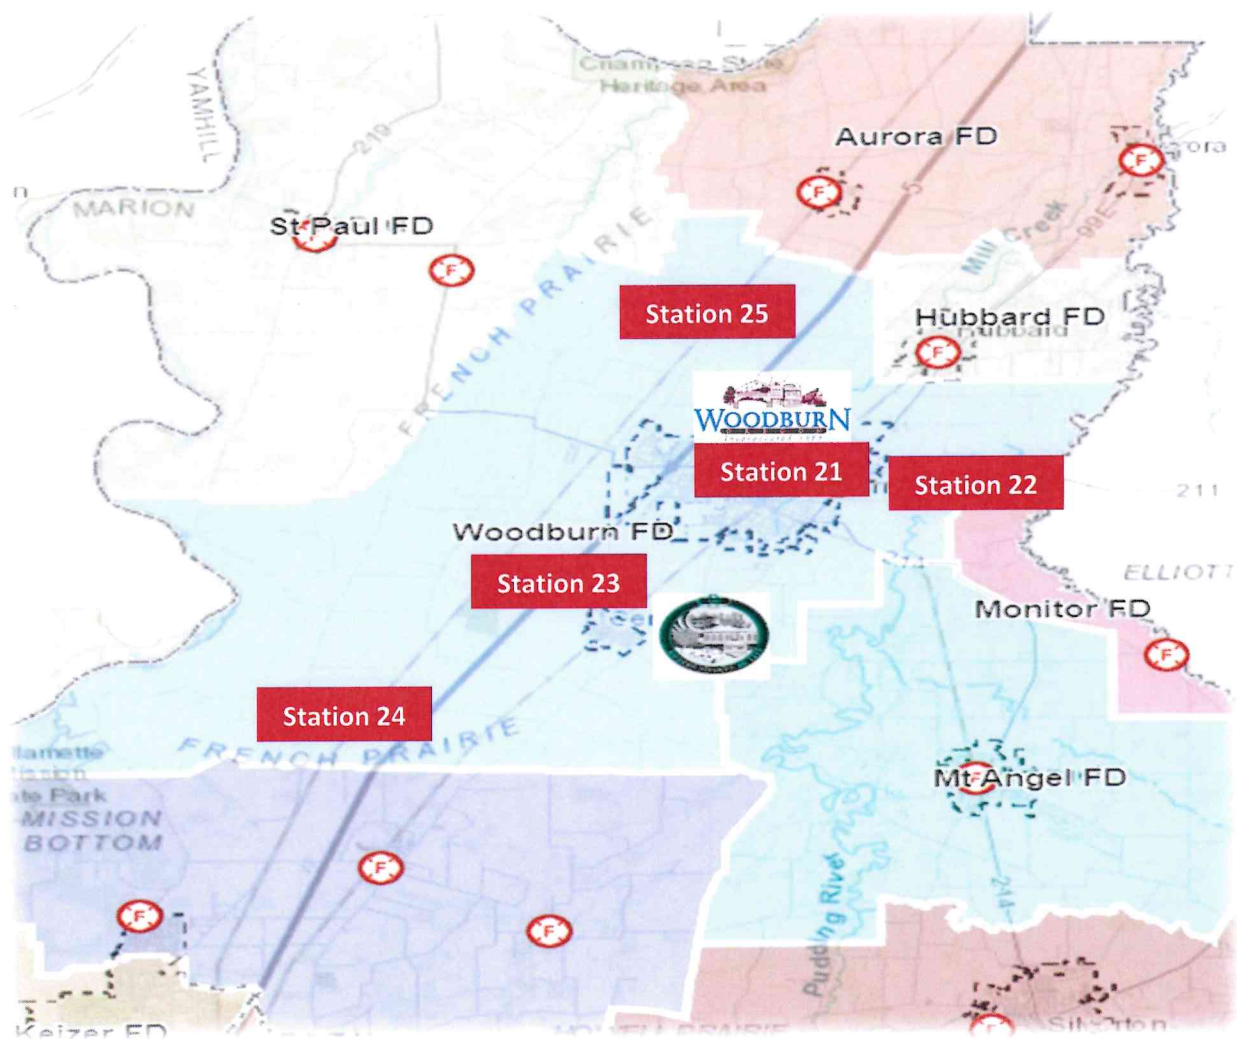 Heritage Area
YAMHILL
219
Aurora FD
MARION
St Paul FD
5
99E
Mill Creek
FRENCH PRAIRIE
Station 25
Hubbard FD
Hubbard
WOODBURN
Station 21
Station 22
211
Woodburn FD
Station 23
ELLIOTT
Monitor FD
Station 24
FRENCH PRAIRIE
Mt Angel FD
MISSION
BOTTOM
Pudding River
214
Keizer FD
F
F
F
F
F
F
F
F